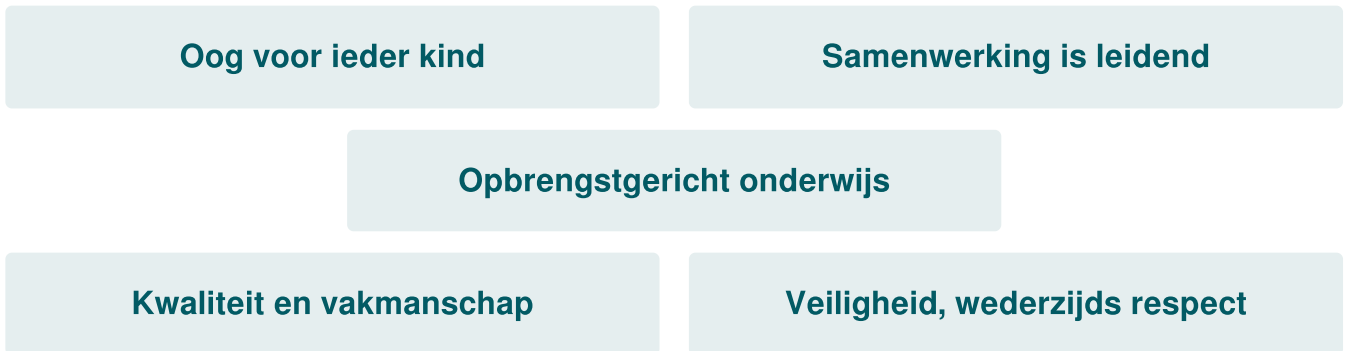 Oog voor ieder kind
Samenwerking is leidend
Opbrengstgericht onderwijs
Kwaliteit en vakmanschap
Veiligheid, wederzijds respect